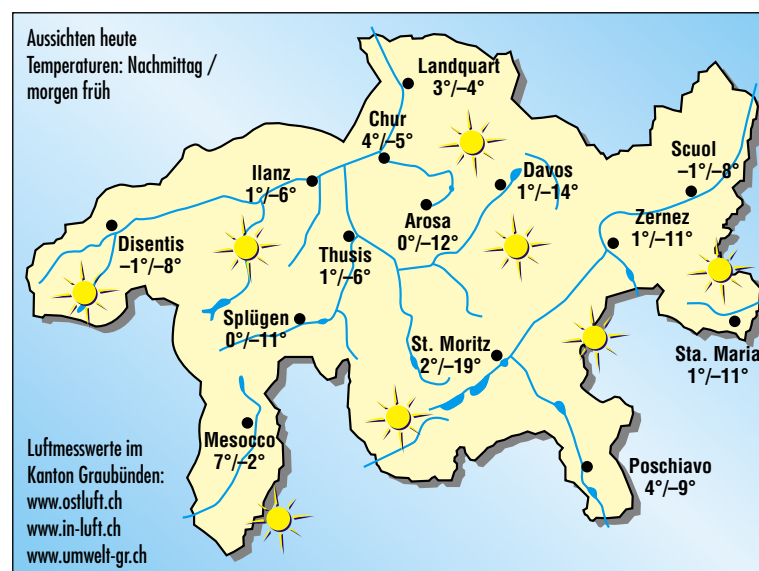 Aussichten heute
Temperaturen: Nachmittag /
morgen früh
Landquart
3°/–4°
Chur
4°/–5°
Ilanz
1°/–6°
Davos
1°/–14°
Scuol
–1°/–8°
Arosa
0°/–12°
Zernez
1°/–11°
Disentis
–1°/–8°
Thusis
1°/–6°
Splügen
0°/–11°
St. Moritz
2°/–19°
Sta. Maria
1°/–11°
Mesocco
7°/–2°
Poschiavo
4°/–9°
Luftmesswerte im
Kanton Graubünden:
www.ostluft.ch
www.in-luft.ch
www.umwelt-gr.ch